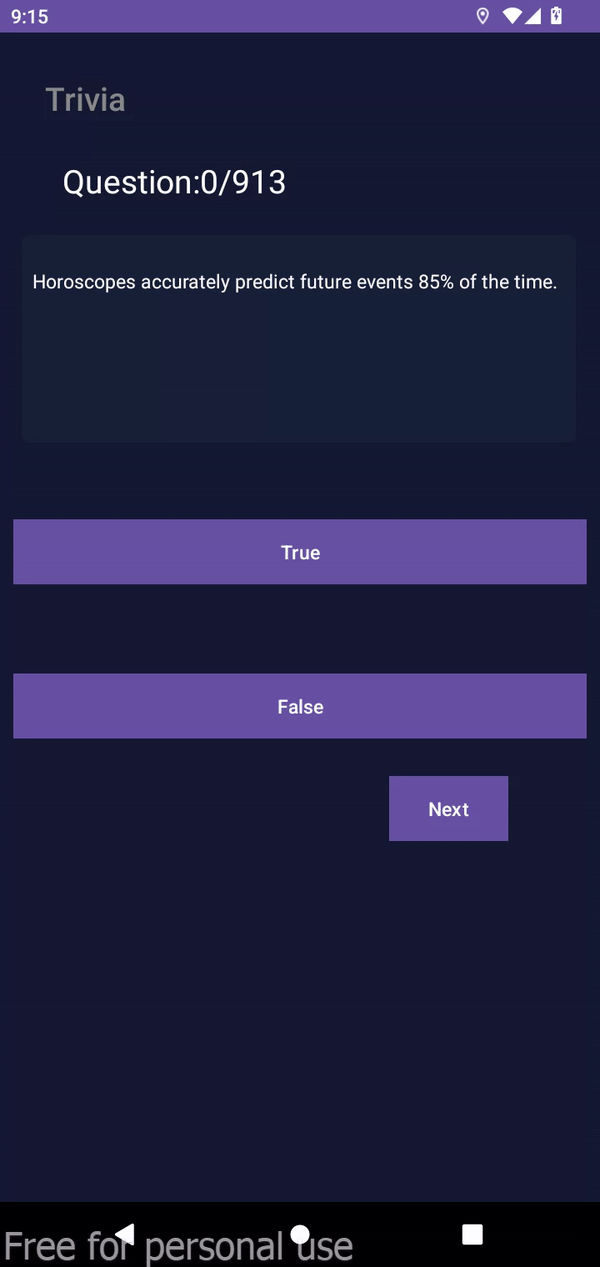 9:15
Trivia
Question:0/913
Horoscopes accurately predict future events 85% of the time.
True
False
Next
Free for personal use